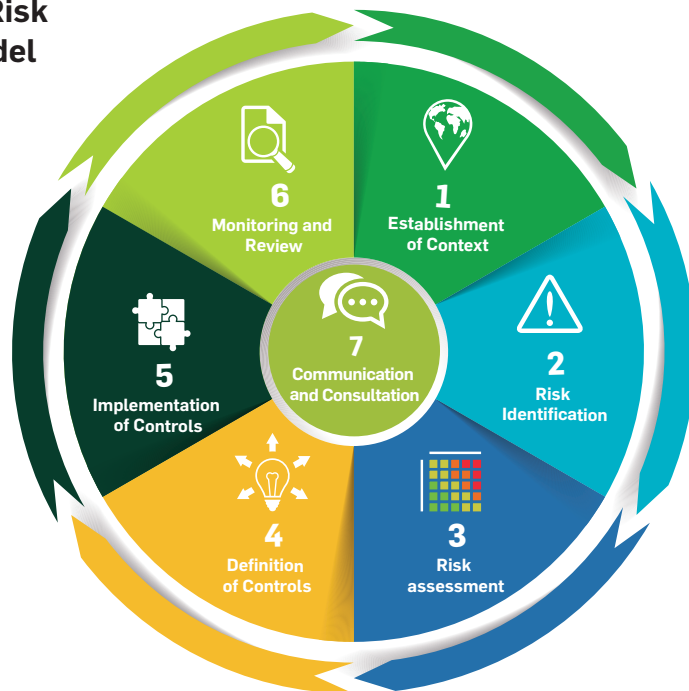 Risk
del
1
Establishment
of Context
2
Risk
Identification
3
Risk
assessment
4
Definition
of Controls
5
Implementation
of Controls
6
Monitoring and
Review
7
Communication
and Consultation